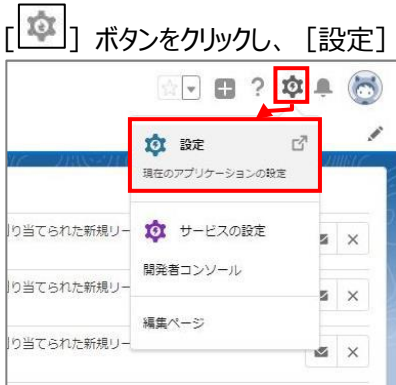 [ ] ボタンをクリックし、［設定］
?
設定
現在のアプリケーションの設定
り当てられた新規リー
サービスの設定
開発者コンソール
り当てられた新規リー
編集ページ
り当てられた新規リー